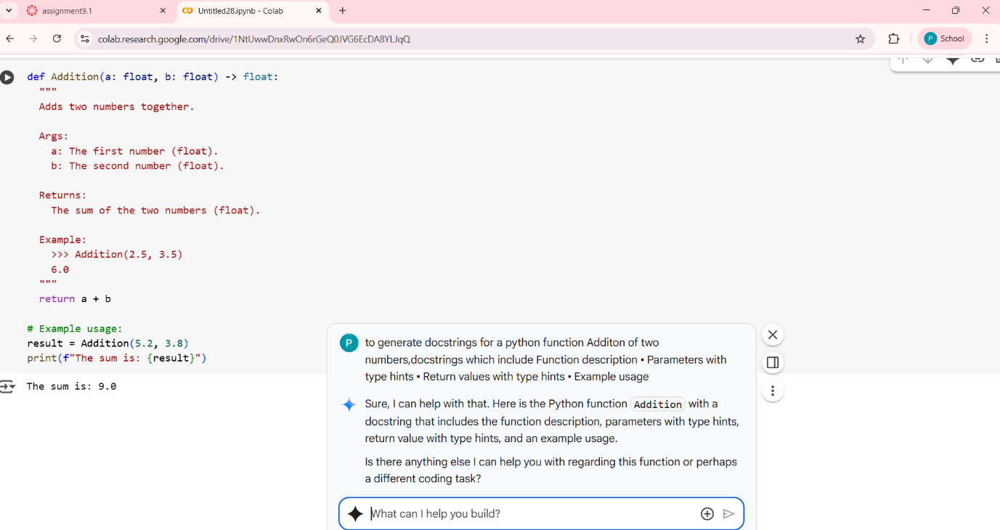 assignment9.1
Untitled28.ipynb - Colab
colab.research.google.com/drive/1NtUwwDnxRwOn6rGeQ0JVG6EcDA8YLJqQ
P School
def Addition(a: float, b: float) -> float:
"""
Adds two numbers together.
Args:
a: The first number (float).
b: The second number (float).
Returns:
The sum of the two numbers (float).
Example:
>>> Addition(2.5, 3.5)
6.0
"""
return a + b
# Example usage:
result = Addition(5.2, 3.8)
print(f"The sum is: {result}")
The sum is: 9.0
P
to generate docstrings for a python function Additon of two
numbers,docstrings which include Function description • Parameters with
type hints • Return values with type hints • Example usage
Sure, I can help with that. Here is the Python function Addition with a
docstring that includes the function description, parameters with type hints,
return value with type hints, and an example usage.
Is there anything else I can help you with regarding this function or perhaps
a different coding task?
What can I help you build?